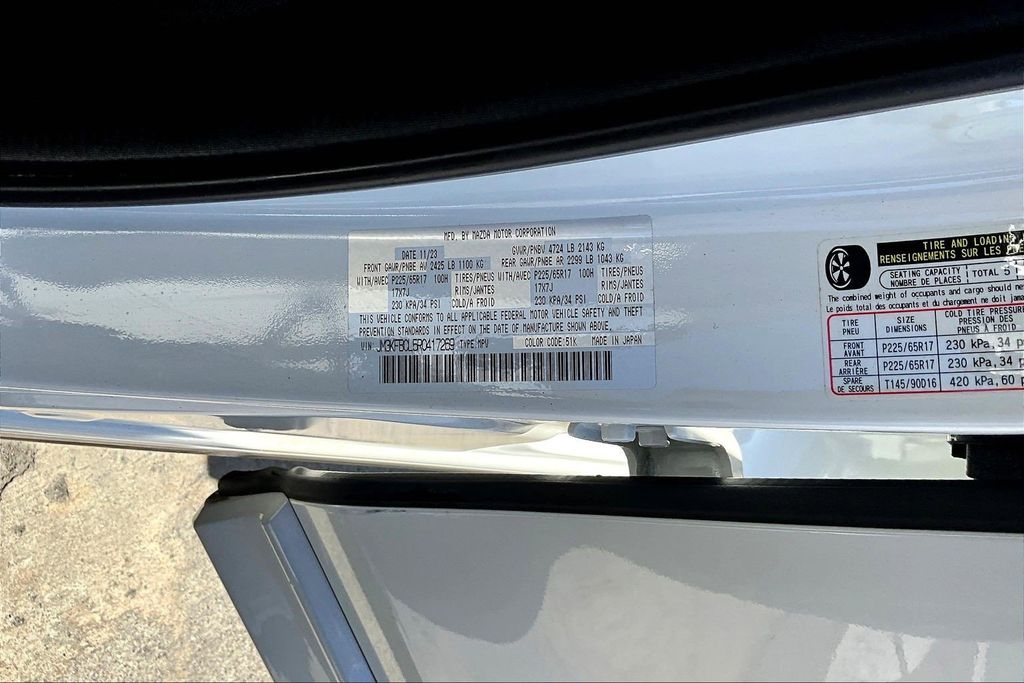 MFD. BY MAZDA MOTOR CORPORATION
DATE 11/23
GVWR/PNBV 4724 LB 2143 KG
FRONT GAWR/PNBE AV 2425 LB 1100 KG
REAR GAWR/PNBE AR 2299 LB 1043 KG
WITH/AVEC P225/65R17 100H TIRES/PNEUS WITH/AVEC P225/65R17 100H TIRES/PNEUS
17X7J RIMS/JANTES 17X7J RIMS/JANTES
230 KPA/34 PSI COLD/A FROID 230 KPA/34 PSI COLD/A FROID
THIS VEHICLE CONFORMS TO ALL APPLICABLE FEDERAL MOTOR VEHICLE SAFETY AND THEFT
PREVENTION STANDARDS IN EFFECT ON THE DATE OF MANUFACTURE SHOWN ABOVE.
VIN: JM3KFBCL5R0417269 TYPE:MPV COLOR CODE:51K MADE IN JAPAN
TIRE AND LOADIN
RENSEIGNEMENTS SUR LES P
SEATING CAPACITY
NOMBRE DE PLACES TOTAL 5
The combined weight of occupants and cargo should ne
Le poids total des occupants et du chargement ne doit jama
TIRE PNEU SIZE DIMENSIONS COLD TIRE PRESSURE PRESSION DES PNEUS À FROID
FRONT AVANT P225/65R17 230 kPa, 34 p
REAR ARRIÈRE P225/65R17 230 kPa, 34 p
SPARE DE SECOURS T145/90D16 420 kPa, 60 p